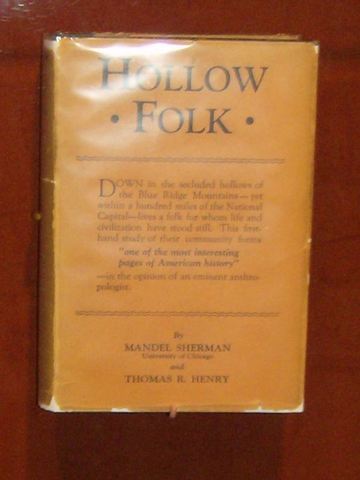 HOLLOW
• FOLK •
DOWN in the secluded hollows of
the Blue Ridge Mountains—yet
within a hundred miles of the National
Capital—lives a folk for whom life and
civilization have stood still. This first-
hand study of their community forms
"one of the most interesting
pages of American history"
—in the opinion of an eminent anthro-
pologist.
By
MANDEL SHERMAN
University of Chicago
and
THOMAS R. HENRY